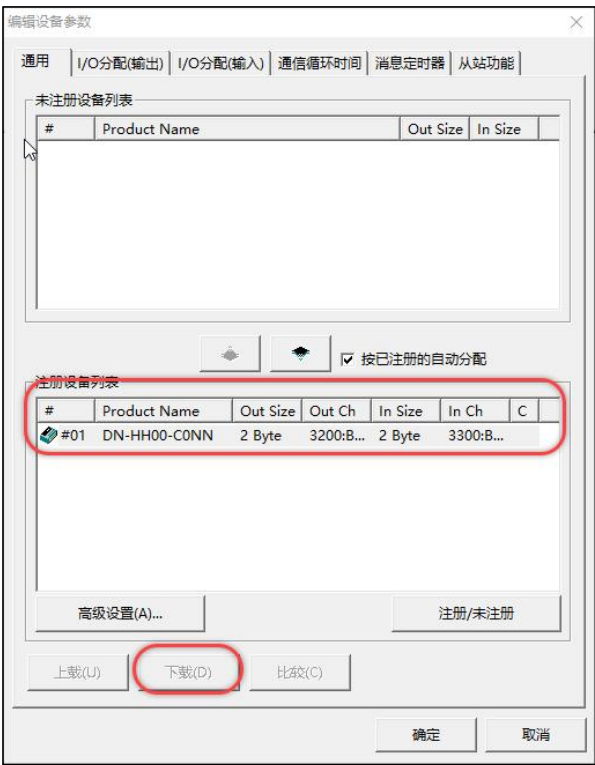 编辑设备参数
通用 I/O分配(输出) I/O分配(输入) 通信循环时间 消息定时器 从站功能
未注册设备列表
# Product Name Out Size In Size
按已注册的自动分配
注册设备列表
# Product Name Out Size Out Ch In Size In Ch C
#01 DN-HH00-C0NN 2 Byte 3200:B... 2 Byte 3300:B...
高级设置(A)... 注册/未注册
上载(U) 下载(D) 比较(C)
确定 取消